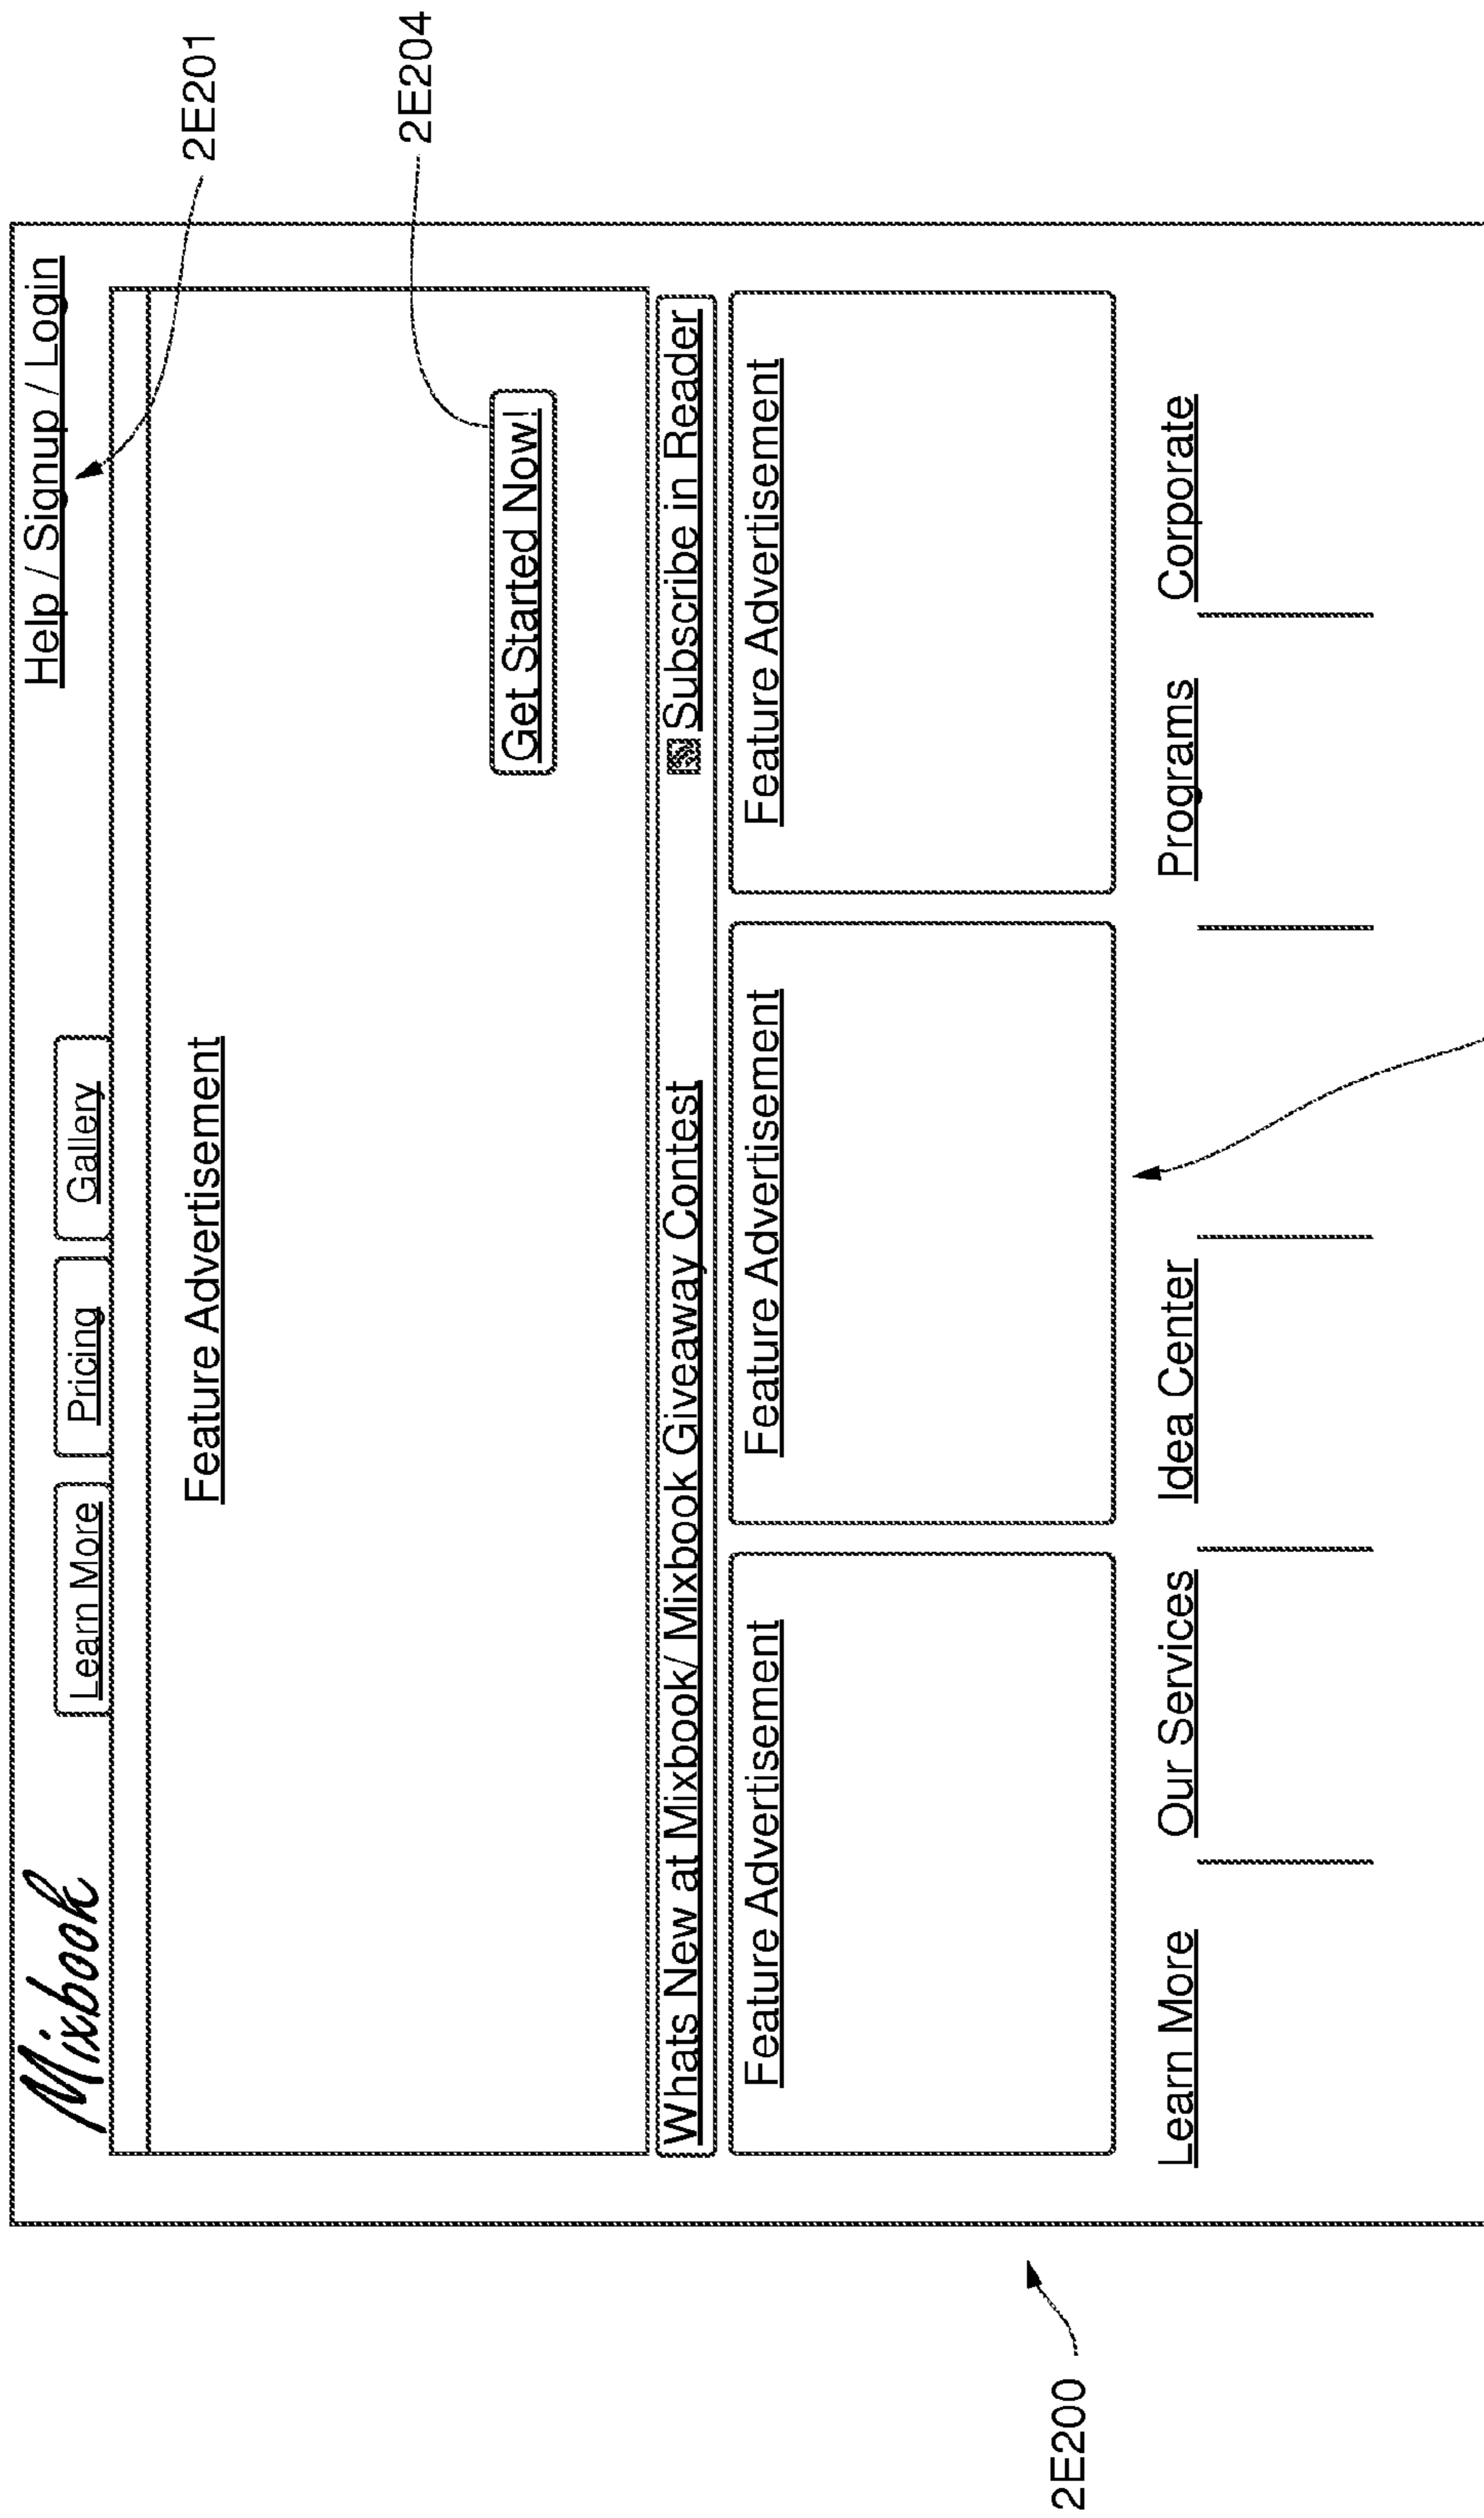 Help / Signup / Login
2E201
Mixbook
Learn More
Pricing
Gallery
Feature Advertisement
2E204
Get Started Now!
Whats New at Mixbook/ Mixbook Giveaway Contest
Subscribe in Reader
Feature Advertisement
Feature Advertisement
Feature Advertisement
2E200
Learn More
Our Services
Idea Center
Programs
Corporate